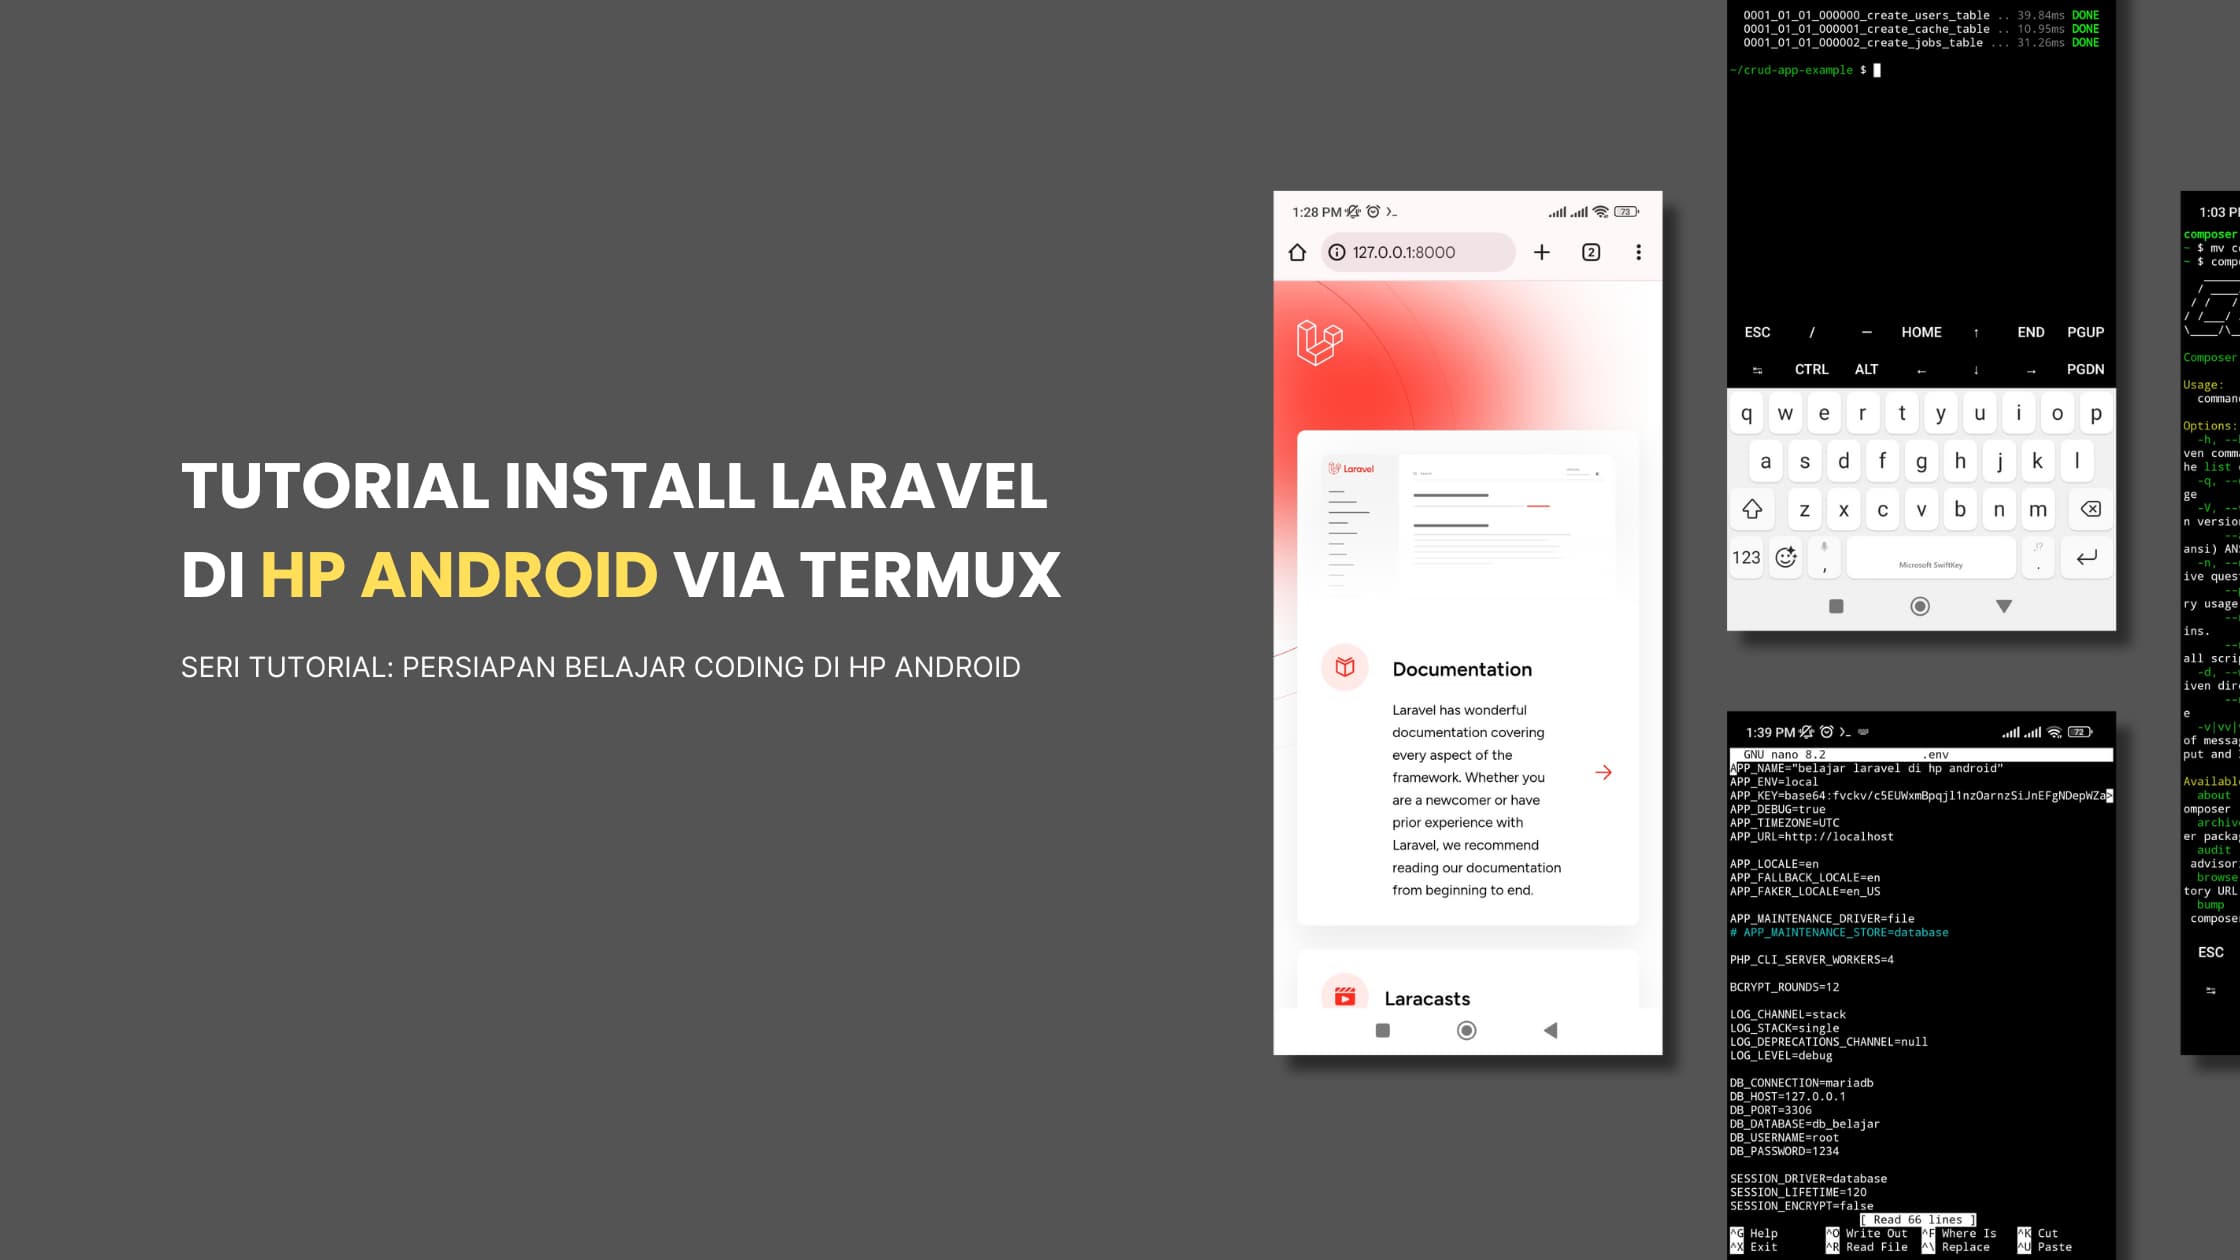 TUTORIAL INSTALL LARAVEL
DI HP ANDROID VIA TERMUX
SERI TUTORIAL: PERSIAPAN BELAJAR CODING DI HP ANDROID
1:28 PM
73
127.0.0.1:8000
2
Laravel
Documentation
Laravel has wonderful
documentation covering
every aspect of the
framework. Whether you
are a newcomer or have
prior experience with
Laravel, we recommend
reading our documentation
from beginning to end.
Laracasts
0001_01_01_000000_create_users_table .. 39.84ms DONE
0001_01_01_000001_create_cache_table .. 10.95ms DONE
0001_01_01_000002_create_jobs_table ... 31.26ms DONE
~/crud-app-example $
ESC / — HOME ↑ END PGUP
CTRL ALT ← ↓ → PGDN
q w e r t y u i o p
a s d f g h j k l
z x c v b n m
123 , Microsoft SwiftKey .
1:39 PM
72
GNU nano 8.2 .env
APP_NAME="belajar laravel di hp android"
APP_ENV=local
APP_KEY=base64:fvckv/c5EUWxmBpqjl1nzOarnzSiJnEFgNDepWZa>
APP_DEBUG=true
APP_TIMEZONE=UTC
APP_URL=http://localhost
APP_LOCALE=en
APP_FALLBACK_LOCALE=en
APP_FAKER_LOCALE=en_US
APP_MAINTENANCE_DRIVER=file
# APP_MAINTENANCE_STORE=database
PHP_CLI_SERVER_WORKERS=4
BCRYPT_ROUNDS=12
LOG_CHANNEL=stack
LOG_STACK=single
LOG_DEPRECATIONS_CHANNEL=null
LOG_LEVEL=debug
DB_CONNECTION=mariadb
DB_HOST=127.0.0.1
DB_PORT=3306
DB_DATABASE=db_belajar
DB_USERNAME=root
DB_PASSWORD=1234
SESSION_DRIVER=database
SESSION_LIFETIME=120
SESSION_ENCRYPT=false
[ Read 66 lines ]
^G Help ^O Write Out ^F Where Is ^K Cut
^X Exit ^R Read File ^\ Replace ^U Paste
1:03 P
composer
~ $ mv c
~ $ comp
Composer
Usage:
comman
Options:
-h, --
ven comm
he list
-q, --
ge
-V, --
n versio
--
ansi) AN
-n, --
ive ques
--
ry usage
--
ins.
--
all scri
-d, --
iven dir
--
e
-v|vv|
of messa
put and
Availabl
about
omposer
archiv
er packa
audit
advisor
browse
tory URL
bump
compose
ESC